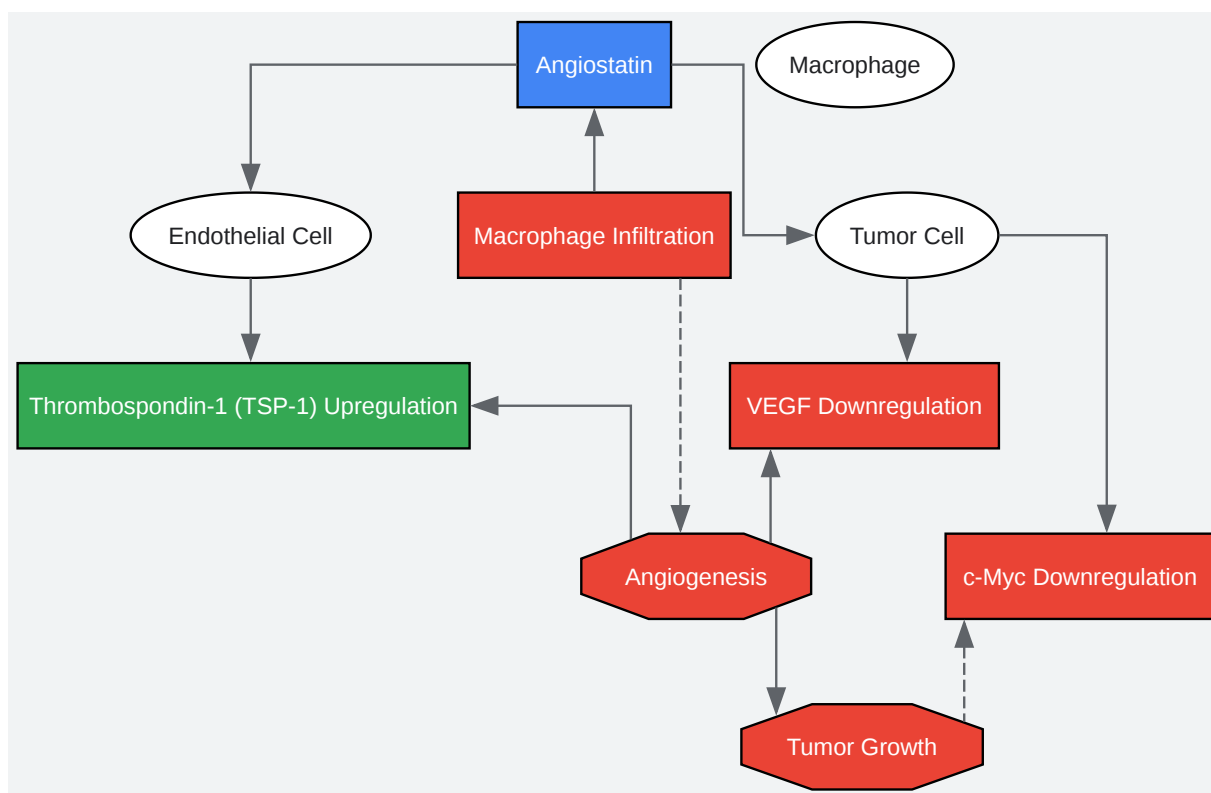 Angiostatin
Macrophage
Endothelial Cell
Macrophage Infiltration
Tumor Cell
Thrombospondin-1 (TSP-1) Upregulation
VEGF Downregulation
Angiogenesis
c-Myc Downregulation
Tumor Growth